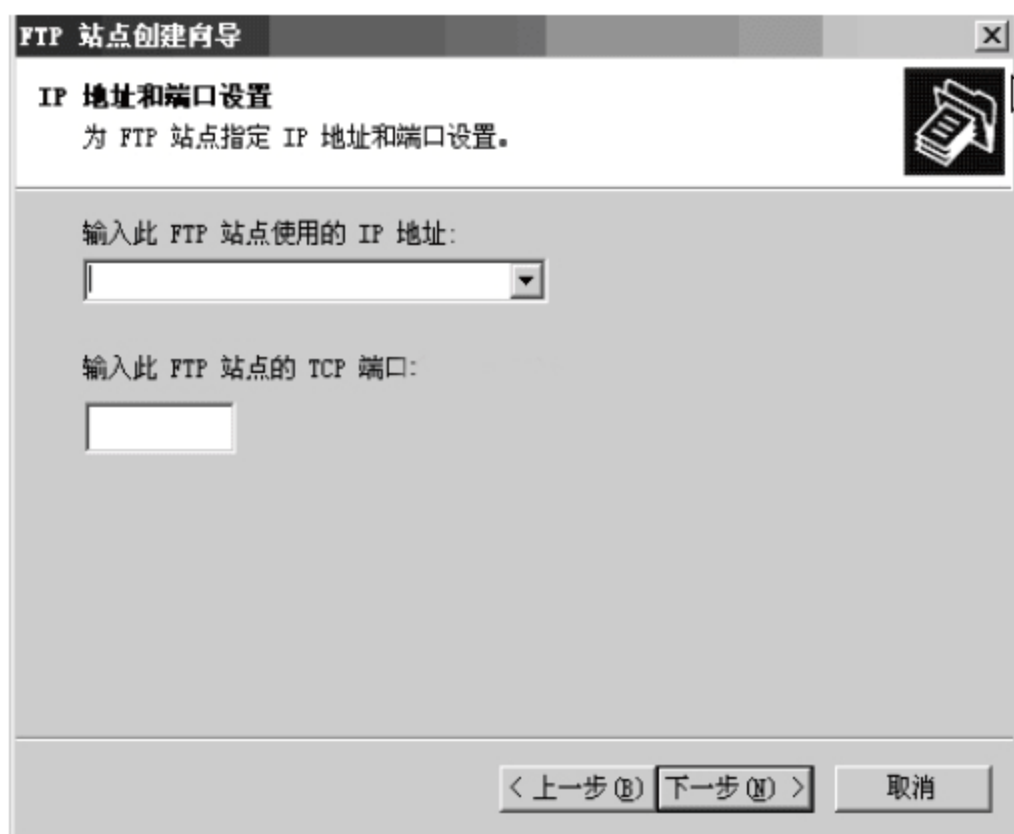 FTP 站点创建向导
IP 地址和端口设置
为 FTP 站点指定 IP 地址和端口设置。
输入此 FTP 站点使用的 IP 地址:
输入此 FTP 站点的 TCP 端口:
< 上一步(B) 下一步(N) > 取消